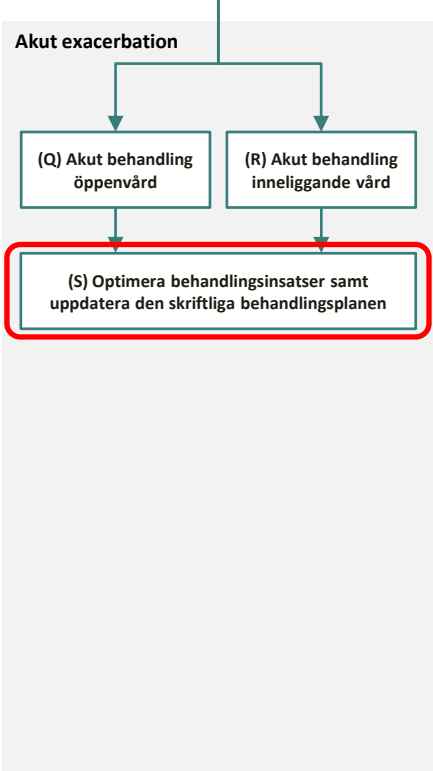 Akut exacerbation
(Q) Akut behandling
öppenvård
(R) Akut behandling
inneliggande vård
(S) Optimera behandlingsinsatser samt
uppdatera den skriftliga behandlingsplanen